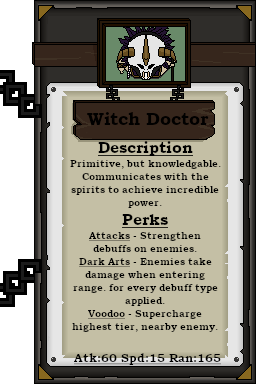 Witch Doctor
Description
Primitive, but knowledgable.
Communicates with the
spirits to achieve incredible
power.
Perks
Attacks - Strengthen
debuffs on enemies.
Dark Arts - Enemies take
damage when entering
range. for every debuff type
applied.
Voodoo - Supercharge
highest tier, nearby enemy.
Atk:60 Spd:15 Ran:165